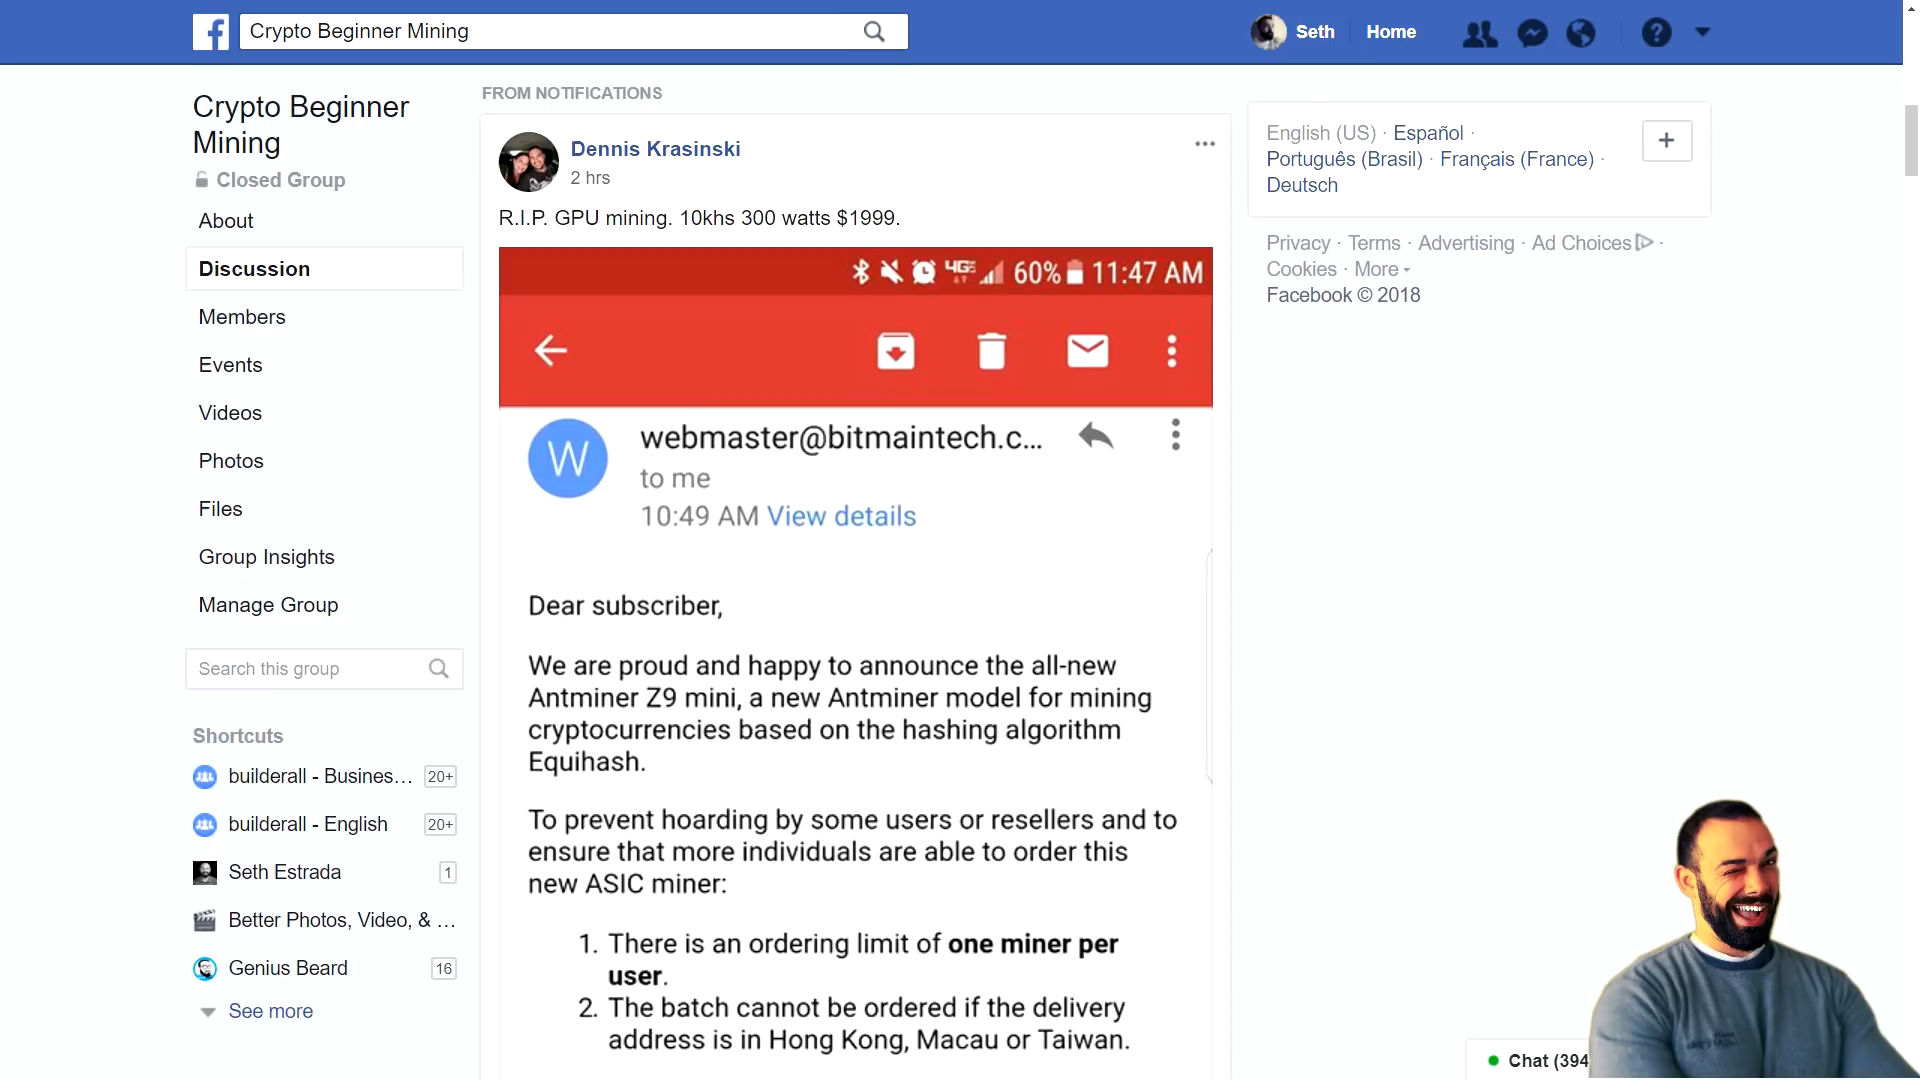 Crypto Beginner Mining
Seth
Home
Crypto Beginner
Mining
Closed Group
About
Discussion
Members
Events
Videos
Photos
Files
Group Insights
Manage Group
Search this group
Shortcuts
builderall - Busines... 20+
builderall - English 20+
Seth Estrada 1
Better Photos, Video, & ...
Genius Beard 16
See more
FROM NOTIFICATIONS
Dennis Krasinski
2 hrs
R.I.P. GPU mining. 10khs 300 watts $1999.
4G 60% 11:47 AM
W
webmaster@bitmaintech.c...
to me
10:49 AM View details
Dear subscriber,
We are proud and happy to announce the all-new
Antminer Z9 mini, a new Antminer model for mining
cryptocurrencies based on the hashing algorithm
Equihash.
To prevent hoarding by some users or resellers and to
ensure that more individuals are able to order this
new ASIC miner:
1. There is an ordering limit of one miner per
user.
2. The batch cannot be ordered if the delivery
address is in Hong Kong, Macau or Taiwan.
English (US) · Español ·
Português (Brasil) · Français (France) ·
Deutsch
Privacy · Terms · Advertising · Ad Choices ·
Cookies · More
Facebook © 2018
Chat (394